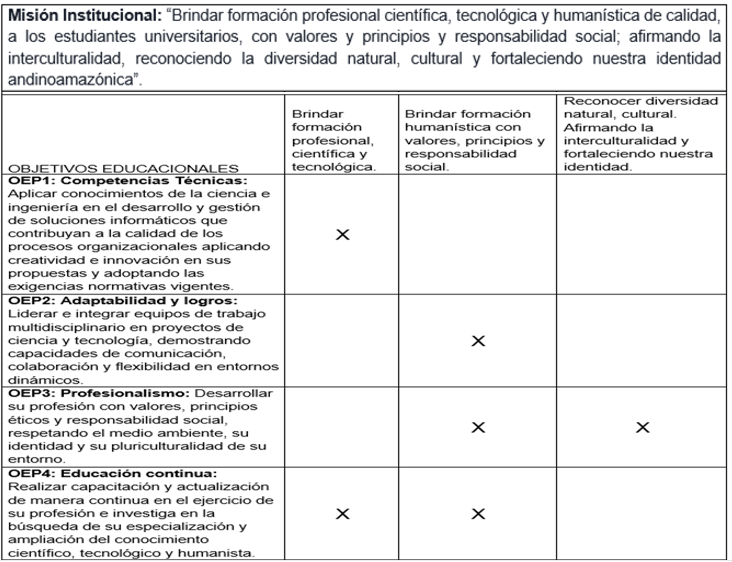 Misión Institucional: “Brindar formación profesional científica, tecnológica y humanística de calidad,
a los estudiantes universitarios, con valores y principios y responsabilidad social; afirmando la
interculturalidad, reconociendo la diversidad natural, cultural y fortaleciendo nuestra identidad
andinoamazónica”.
OBJETIVOS EDUCACIONALES
Brindar
formación
profesional,
científica y
tecnológica.
Brindar formación
humanística con
valores, principios y
responsabilidad
social.
Reconocer diversidad
natural, cultural.
Afirmando la
interculturalidad y
fortaleciendo nuestra
identidad.
OEP1: Competencias Técnicas:
Aplicar conocimientos de la ciencia e
ingeniería en el desarrollo y gestión
de soluciones informáticos que
contribuyan a la calidad de los
procesos organizacionales aplicando
creatividad e innovación en sus
propuestas y adoptando las
exigencias normativas vigentes.
X
OEP2: Adaptabilidad y logros:
Liderar e integrar equipos de trabajo
multidisciplinario en proyectos de
ciencia y tecnología, demostrando
capacidades de comunicación,
colaboración y flexibilidad en entornos
dinámicos.
X
OEP3: Profesionalismo: Desarrollar
su profesión con valores, principios
éticos y responsabilidad social,
respetando el medio ambiente, su
identidad y su pluriculturalidad de su
entorno.
X X
OEP4: Educación continua:
Realizar capacitación y actualización
de manera continua en el ejercicio de
su profesión e investiga en la
búsqueda de su especialización y
ampliación del conocimiento
científico, tecnológico y humanista.
X X